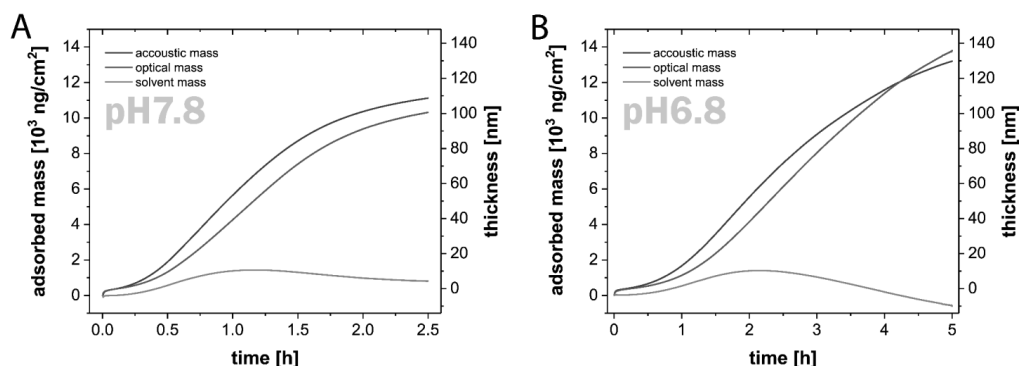 A
adsorbed mass [10³ ng/cm²]
14
12
10
8
6
4
2
0
accoustic mass
optical mass
solvent mass
pH7.8
140
120
100
80
60
40
20
0
thickness [nm]
0.0 0.5 1.0 1.5 2.0 2.5
time [h]
B
adsorbed mass [10³ ng/cm²]
14
12
10
8
6
4
2
0
accoustic mass
optical mass
solvent mass
pH6.8
140
120
100
80
60
40
20
0
thickness [nm]
0 1 2 3 4 5
time [h]